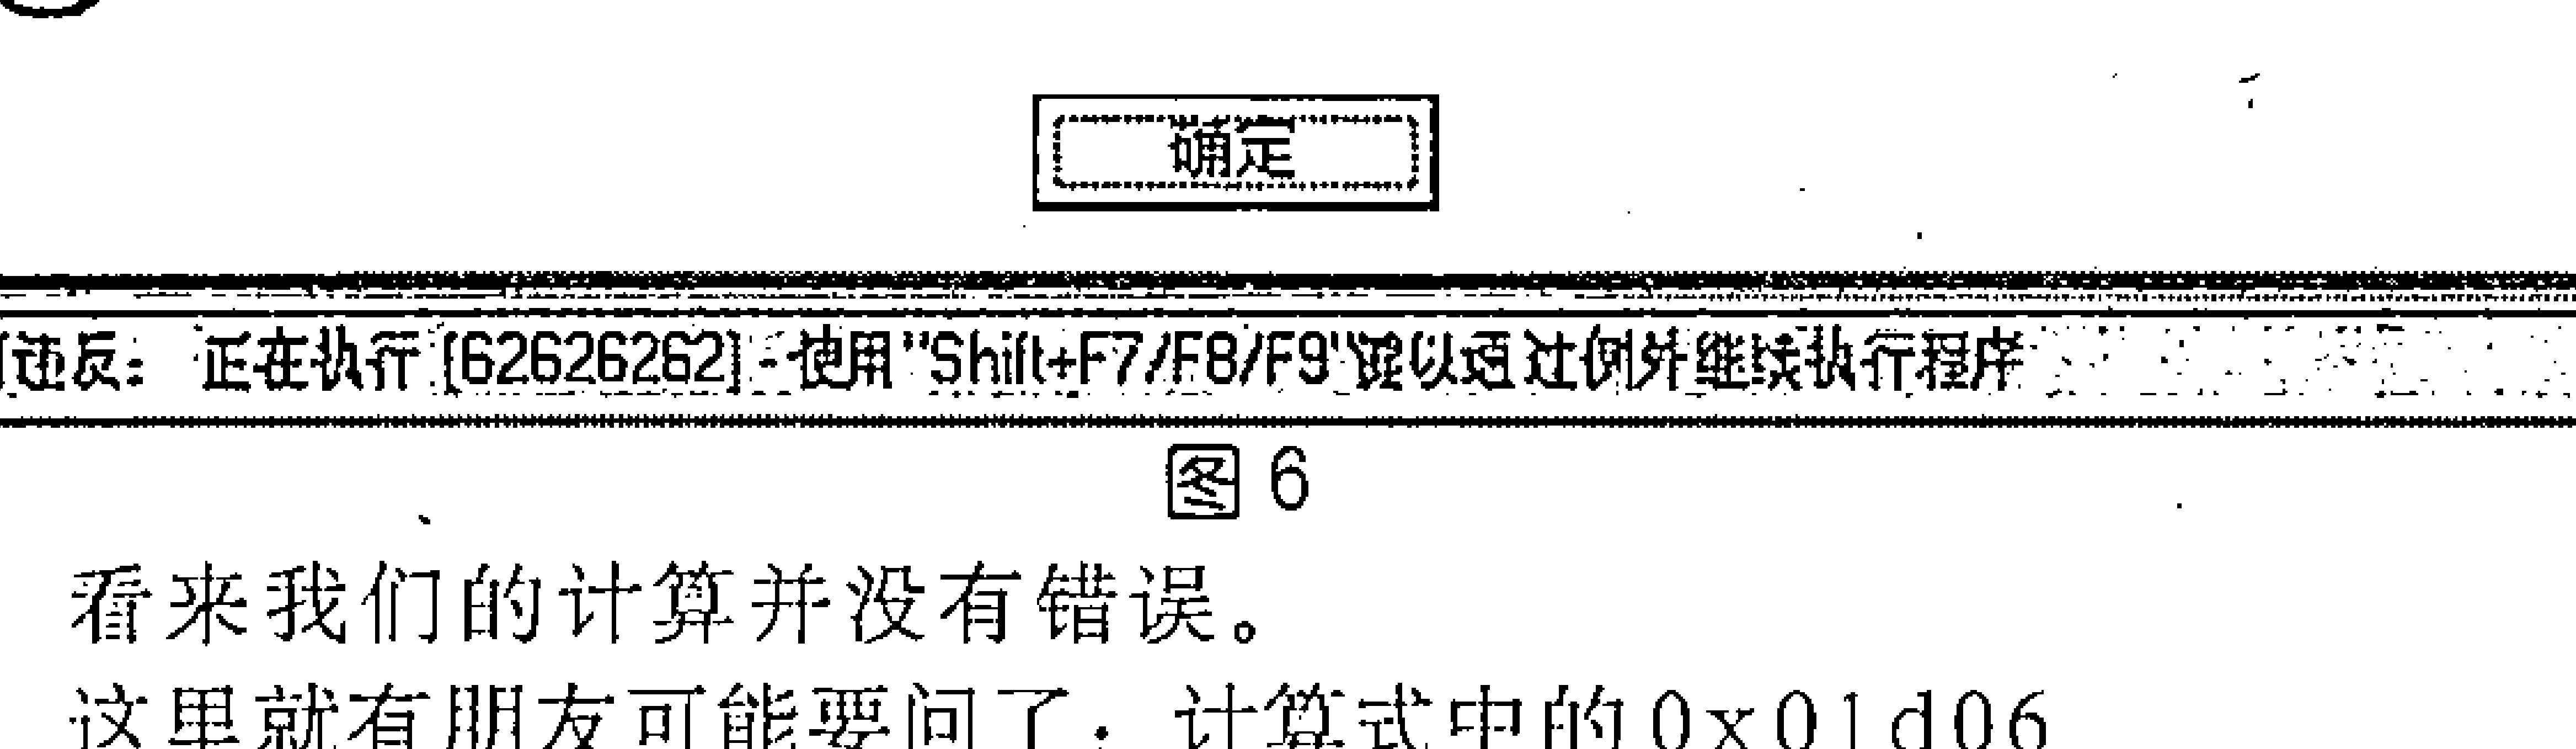 确定
违反: 正在执行 [62626262] - 使用"Shift+F7/F8/F9"键以通过例外继续执行程序
图 6
看来我们的计算并没有错误。
这里就有朋友可能要问了: 计算式中的0x01d06